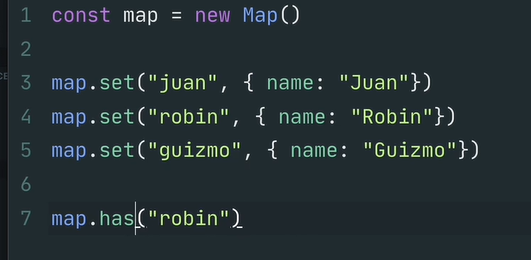 1 const map = new Map()
2
3 map.set("juan", { name: "Juan"})
4 map.set("robin", { name: "Robin"})
5 map.set("guizmo", { name: "Guizmo"})
6
7 map.has("robin")